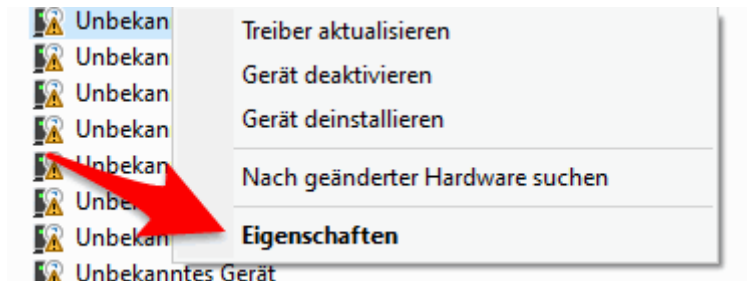 Unbekan
Treiber aktualisieren
Unbekan
Gerät deaktivieren
Unbekan
Unbekan
Gerät deinstallieren
Unbekan
Nach geänderter Hardware suchen
Unbe
Unbekan
Eigenschaften
Unbekanntes Gerät